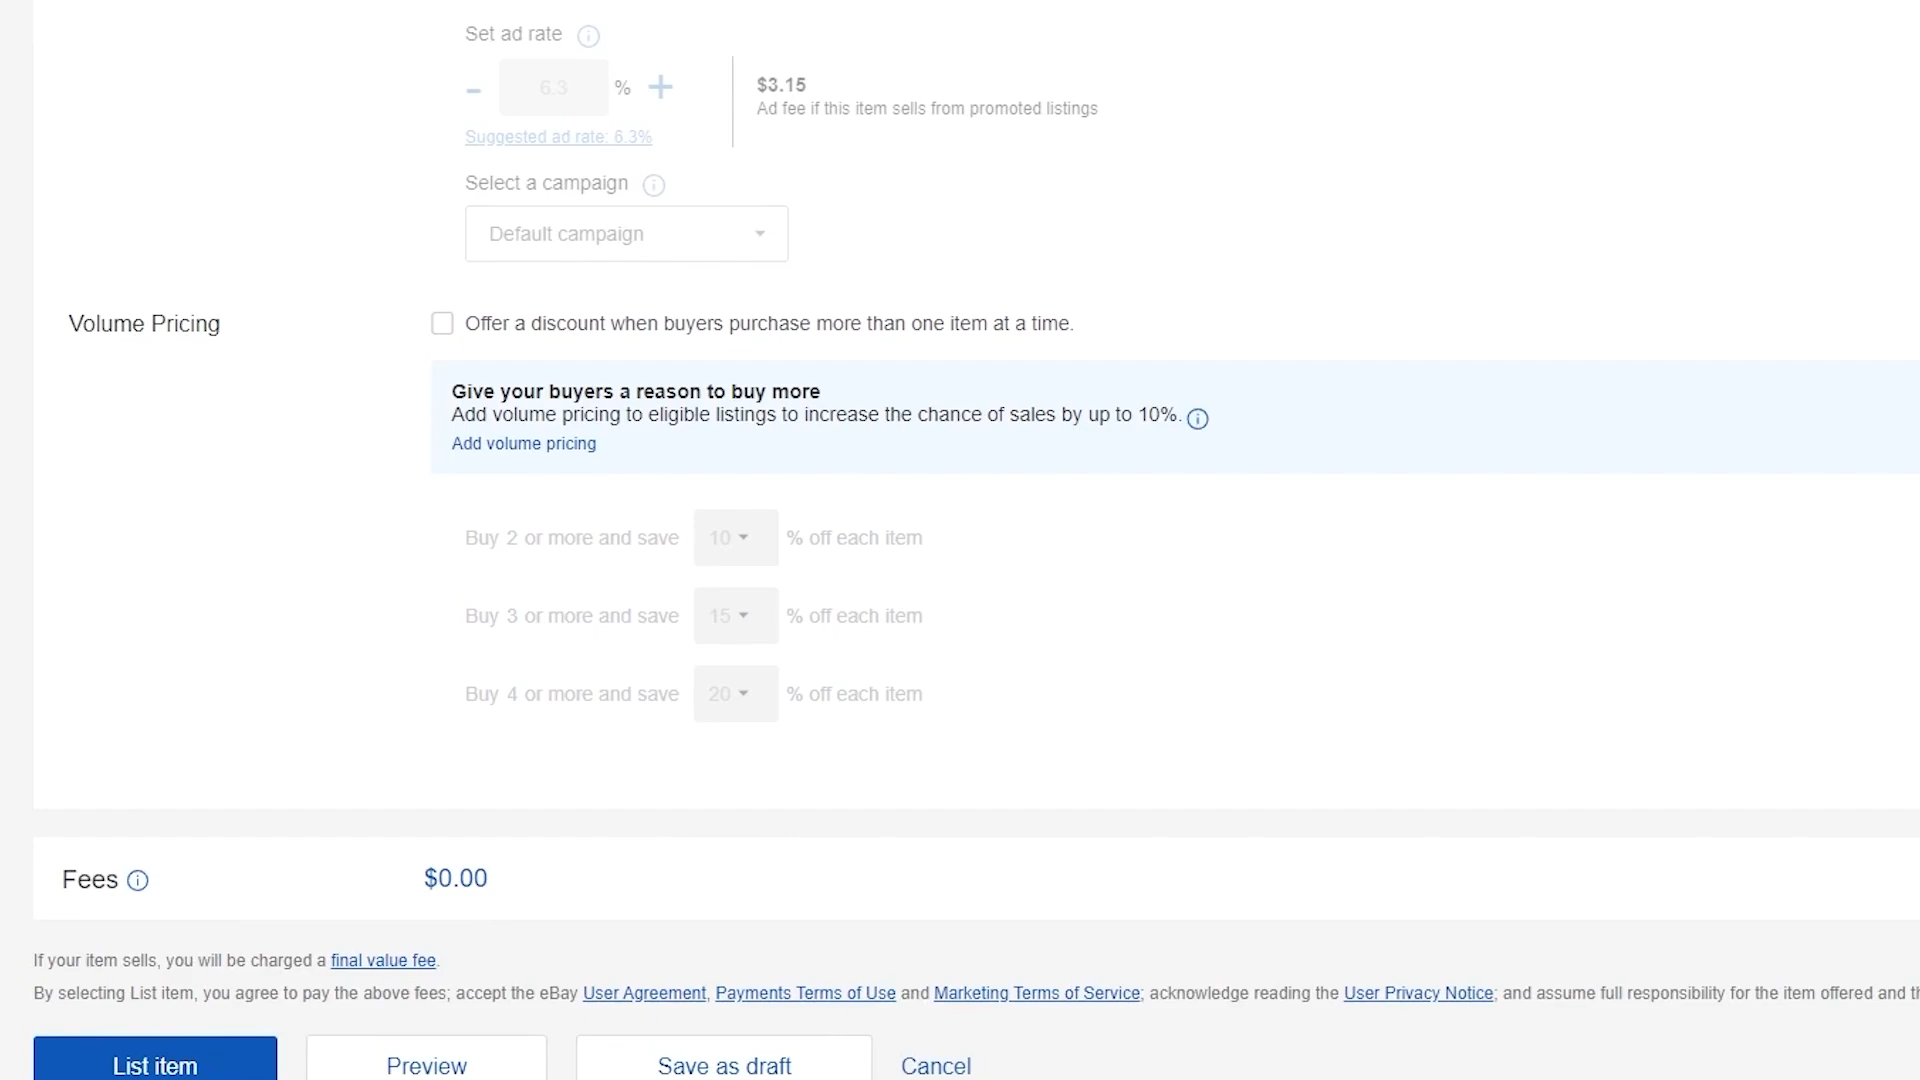 Set ad rate
- 6.3 % +
Suggested ad rate: 6.3%
$3.15
Ad fee if this item sells from promoted listings
Select a campaign
Default campaign
Volume Pricing
Offer a discount when buyers purchase more than one item at a time.
Give your buyers a reason to buy more
Add volume pricing to eligible listings to increase the chance of sales by up to 10%.
Add volume pricing
Buy 2 or more and save 10 % off each item
Buy 3 or more and save 15 % off each item
Buy 4 or more and save 20 % off each item
Fees $0.00
If your item sells, you will be charged a final value fee.
By selecting List item, you agree to pay the above fees; accept the eBay User Agreement, Payments Terms of Use and Marketing Terms of Service; acknowledge reading the User Privacy Notice; and assume full responsibility for the item offered and
List item Preview Save as draft Cancel